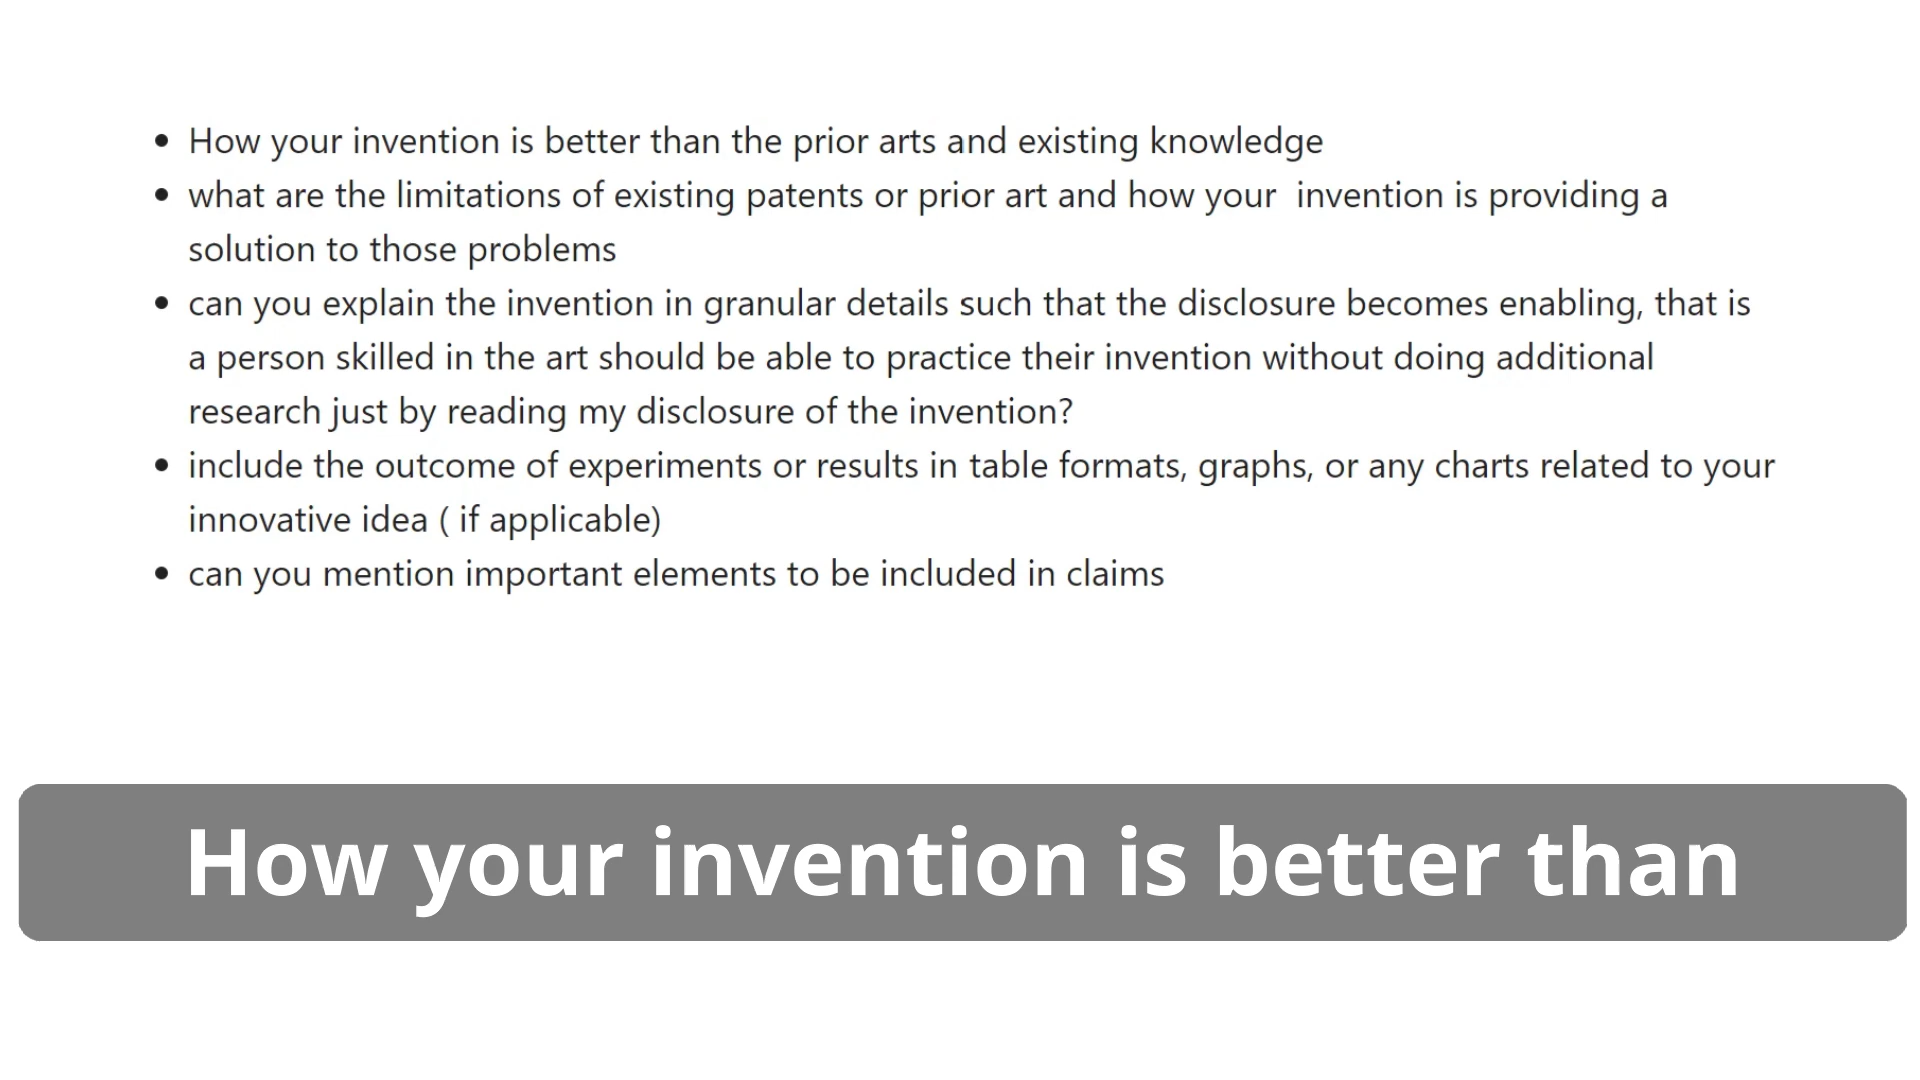 • How your invention is better than the prior arts and existing knowledge
• what are the limitations of existing patents or prior art and how your  invention is providing a
solution to those problems
• can you explain the invention in granular details such that the disclosure becomes enabling, that is
a person skilled in the art should be able to practice their invention without doing additional
research just by reading my disclosure of the invention?
• include the outcome of experiments or results in table formats, graphs, or any charts related to your
innovative idea ( if applicable)
• can you mention important elements to be included in claims
How your invention is better than